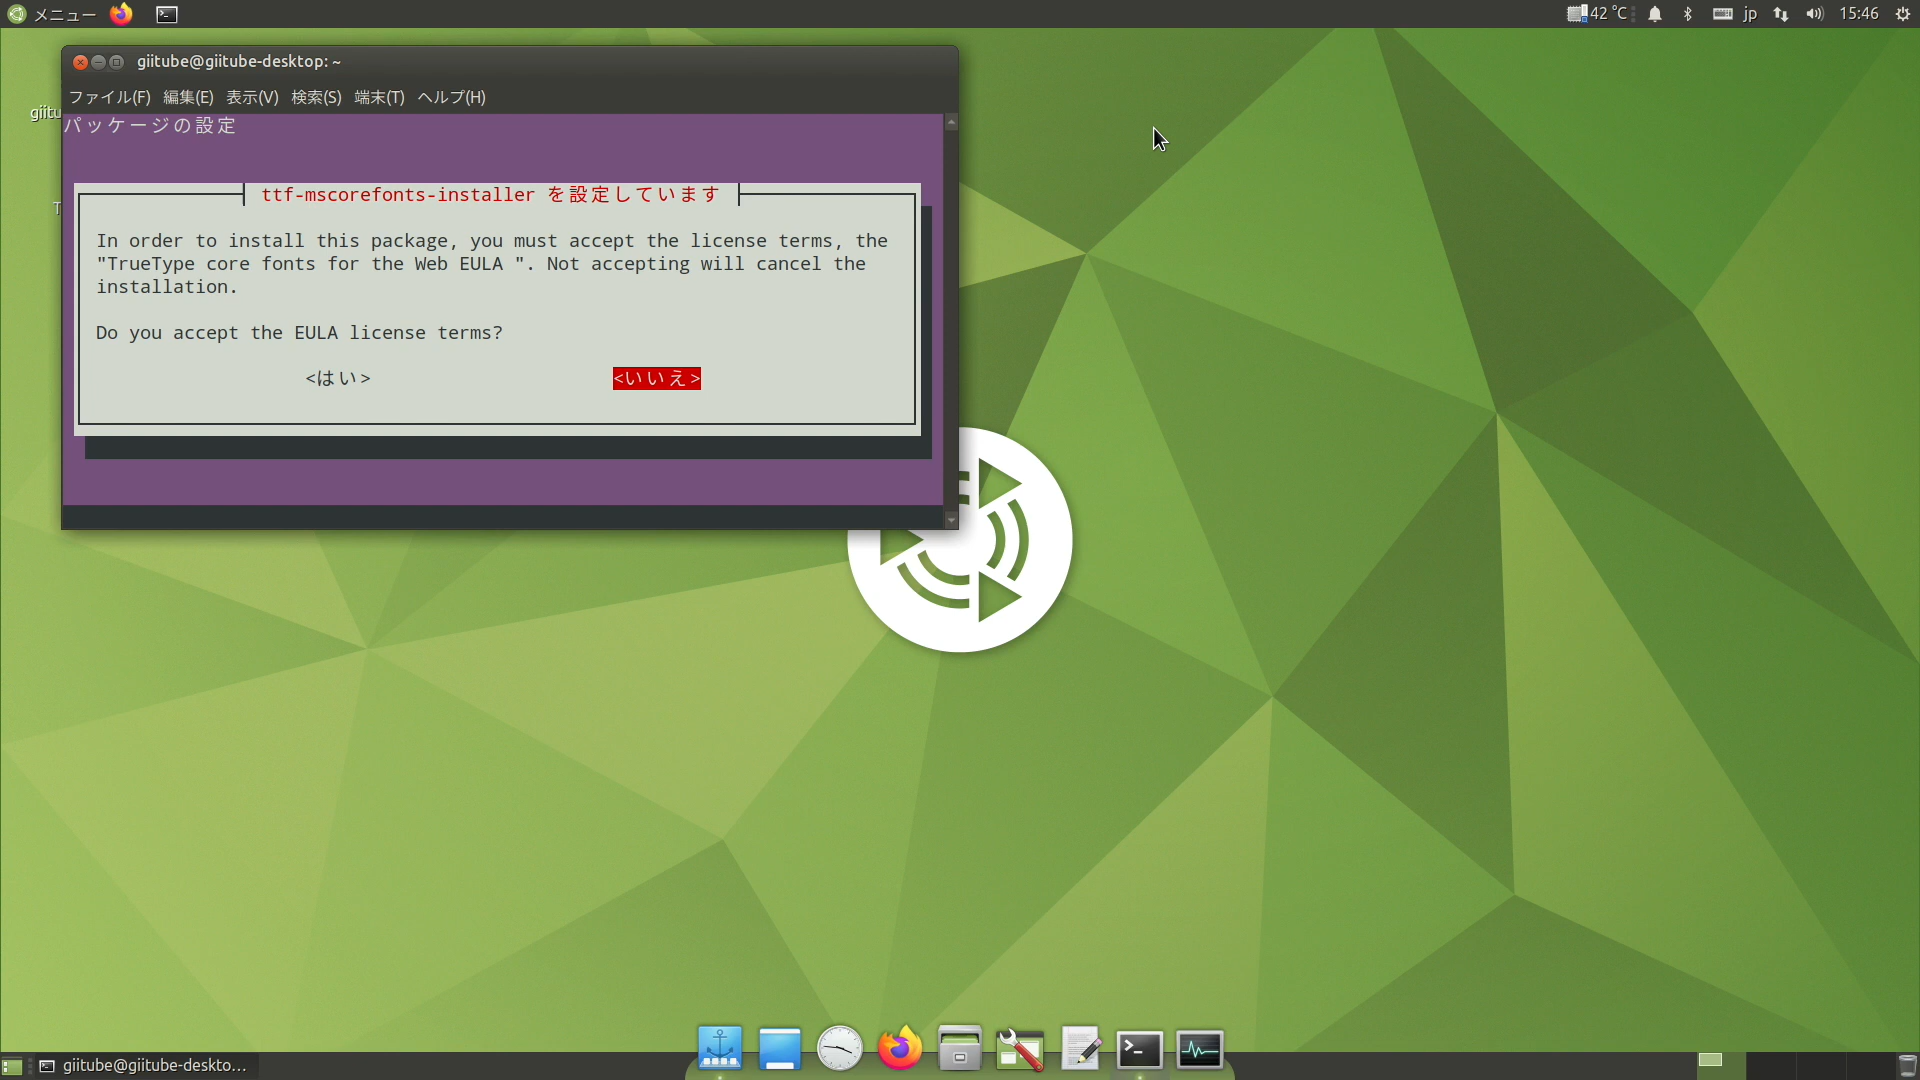 メニュー
42 ℃
jp
15:46
giitube@giitube-desktop: ~
ファイル(F) 編集(E) 表示(V) 検索(S) 端末(T) ヘルプ(H)
giitu
パッケージの設定
ttf-mscorefonts-installer を設定しています
T
In order to install this package, you must accept the license terms, the
"TrueType core fonts for the Web EULA ". Not accepting will cancel the
installation.
Do you accept the EULA license terms?
<はい> <いいえ>
giitube@giitube-deskto...